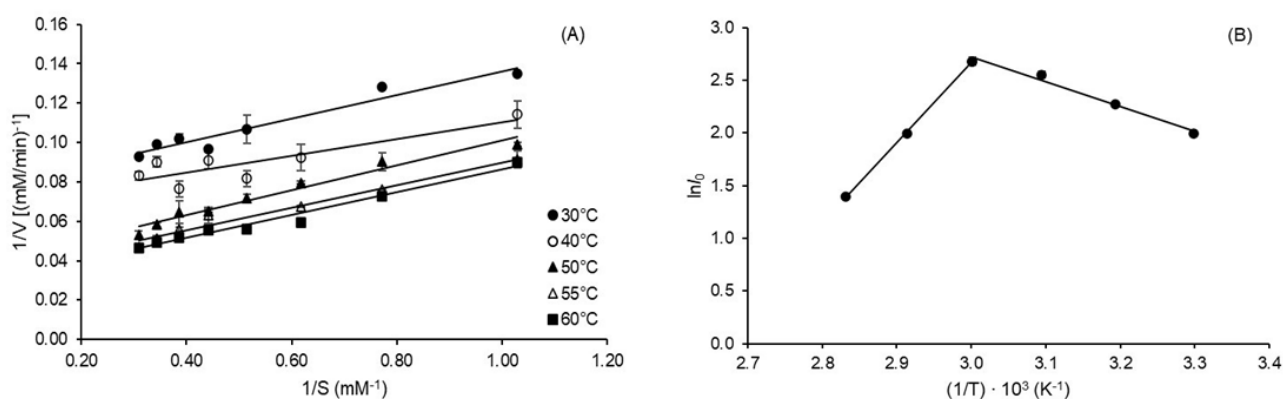 (A)
0.16
0.14
0.12
0.10
0.08
0.06
0.04
0.02
0.00
1/V [(mM/min)⁻¹]
0.20 0.40 0.60 0.80 1.00 1.20
1/S (mM⁻¹)
30°C
40°C
50°C
55°C
60°C
(B)
3.0
2.5
2.0
1.5
1.0
0.5
0.0
lnI₀
2.7 2.8 2.9 3.0 3.1 3.2 3.3 3.4
(1/T) · 10³ (K⁻¹)